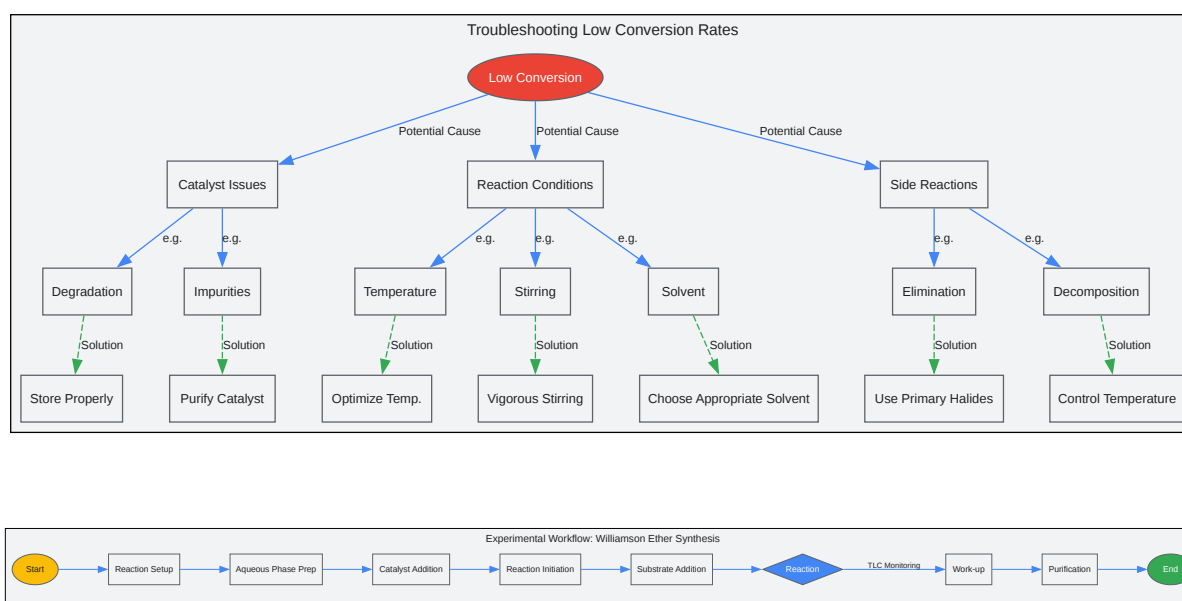 Troubleshooting Low Conversion Rates
Low Conversion
Potential Cause
Potential Cause
Potential Cause
Catalyst Issues
Reaction Conditions
Side Reactions
e.g.
e.g.
e.g.
e.g.
e.g.
e.g.
e.g.
Degradation
Impurities
Temperature
Stirring
Solvent
Elimination
Decomposition
Solution
Solution
Solution
Solution
Solution
Solution
Solution
Store Properly
Purify Catalyst
Optimize Temp.
Vigorous Stirring
Choose Appropriate Solvent
Use Primary Halides
Control Temperature
Experimental Workflow: Williamson Ether Synthesis
Start
Reaction Setup
Aqueous Phase Prep
Catalyst Addition
Reaction Initiation
Substrate Addition
Reaction
TLC Monitoring
Work-up
Purification
End